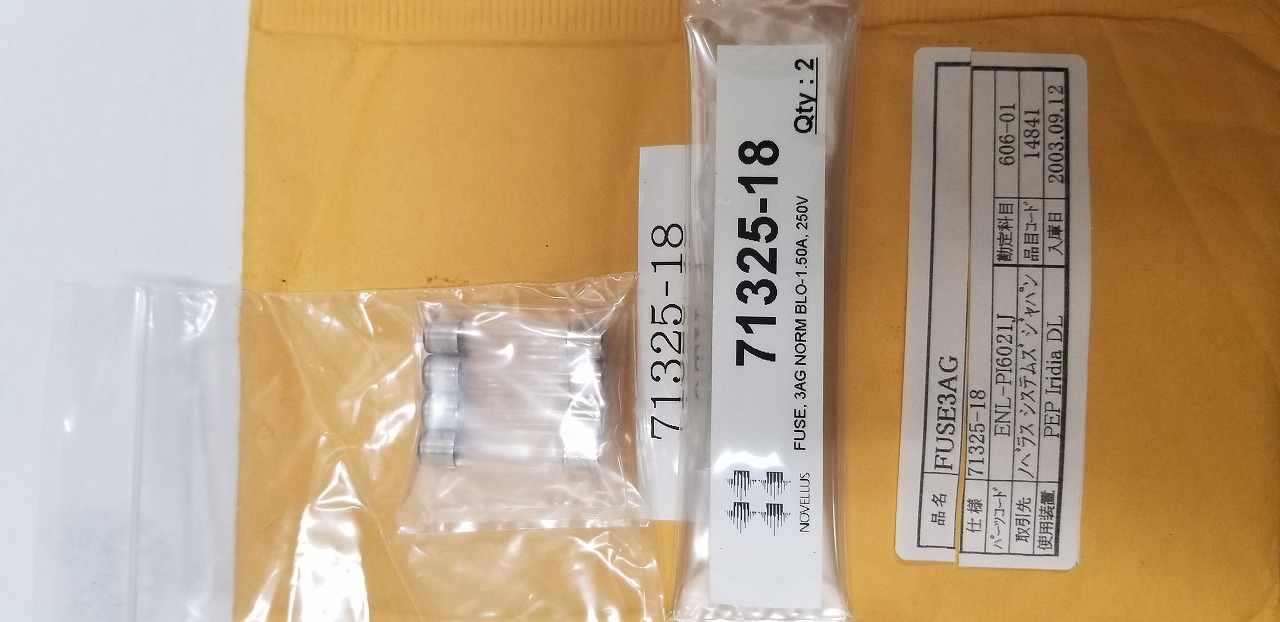 71325-18
71325-18
Qty : 2
FUSE, 3AG NORM BLO-1.50A, 250V
NOVELLUS
品名 FUSE3AG
仕様 71325-18
パーツコード ENL-PI6021J 勘定科目 606-01
取引先 ノベラスシステムズジャパン 品目コード 14841
使用装置 PEP Iridia DL 入庫日 2003.09.12